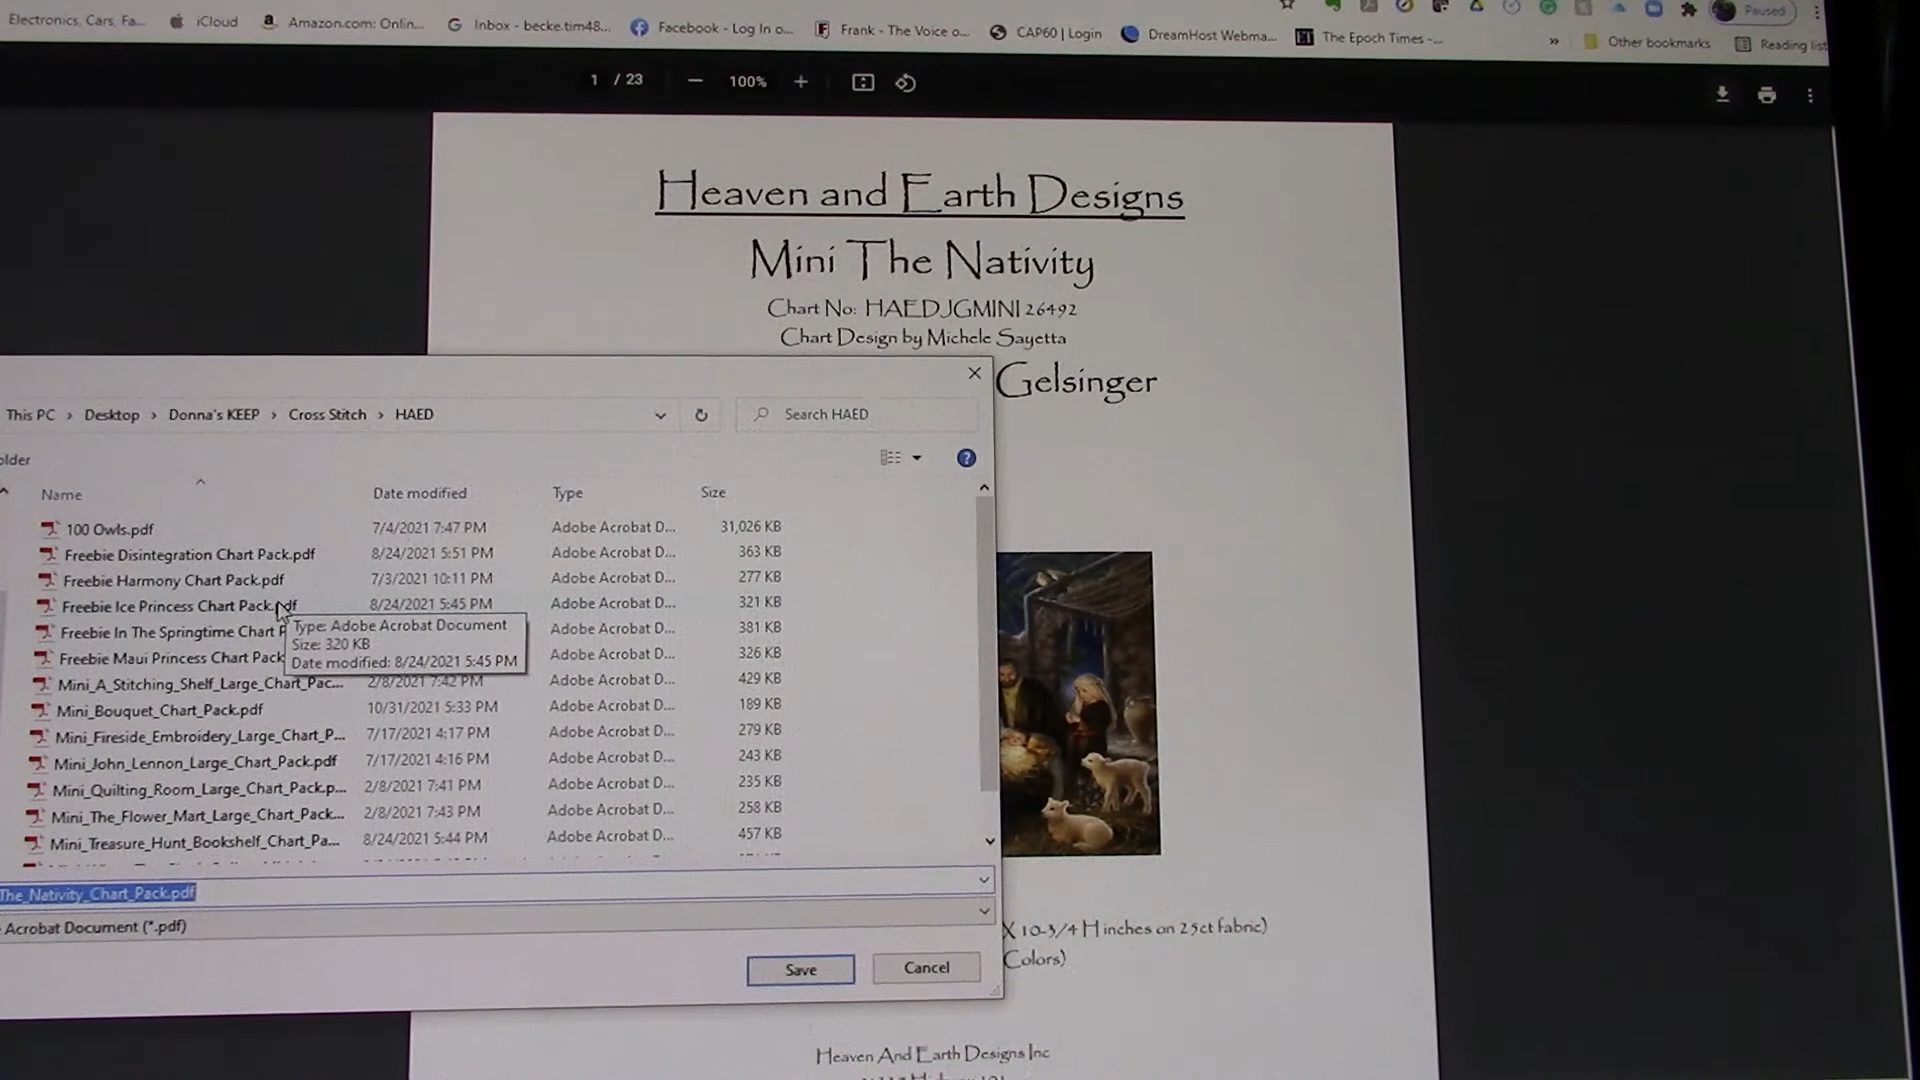 Electronics, Cars, Fa... iCloud Amazon.com: Onlin... Inbox - becke.tim48... Facebook - Log In o... Frank - The Voice o... CAP60 | Login DreamHost Webma... The Epoch Times -... » Other bookmarks Reading list
Paused
1 / 23 — 100% +
Heaven and Earth Designs
Mini The Nativity
Chart No: HAEDJGMINI 26492
Chart Design by Michele Sayetta
Gelsinger
This PC > Desktop > Donna's KEEP > Cross Stitch > HAED Search HAED
older
Name Date modified Type Size
100 Owls.pdf 7/4/2021 7:47 PM Adobe Acrobat D... 31,026 KB
Freebie Disintegration Chart Pack.pdf 8/24/2021 5:51 PM Adobe Acrobat D... 363 KB
Freebie Harmony Chart Pack.pdf 7/3/2021 10:11 PM Adobe Acrobat D... 277 KB
Freebie Ice Princess Chart Pack.pdf 8/24/2021 5:45 PM Adobe Acrobat D... 321 KB
Freebie In The Springtime Chart P Adobe Acrobat D... 381 KB
Freebie Maui Princess Chart Pack Adobe Acrobat D... 326 KB
Type: Adobe Acrobat Document
Size: 320 KB
Date modified: 8/24/2021 5:45 PM
Mini_A_Stitching_Shelf_Large_Chart_Pac... 2/8/2021 7:42 PM Adobe Acrobat D... 429 KB
Mini_Bouquet_Chart_Pack.pdf 10/31/2021 5:33 PM Adobe Acrobat D... 189 KB
Mini_Fireside_Embroidery_Large_Chart_P... 7/17/2021 4:17 PM Adobe Acrobat D... 279 KB
Mini_John_Lennon_Large_Chart_Pack.pdf 7/17/2021 4:16 PM Adobe Acrobat D... 243 KB
Mini_Quilting_Room_Large_Chart_Pack.p... 2/8/2021 7:41 PM Adobe Acrobat D... 235 KB
Mini_The_Flower_Mart_Large_Chart_Pack... 2/8/2021 7:43 PM Adobe Acrobat D... 258 KB
Mini_Treasure_Hunt_Bookshelf_Chart_Pa... 8/24/2021 5:44 PM Adobe Acrobat D... 457 KB
The_Nativity_Chart_Pack.pdf
Acrobat Document (*.pdf)
X 10-3/4 H inches on 25ct fabric)
Colors)
Save Cancel
Heaven And Earth Designs Inc